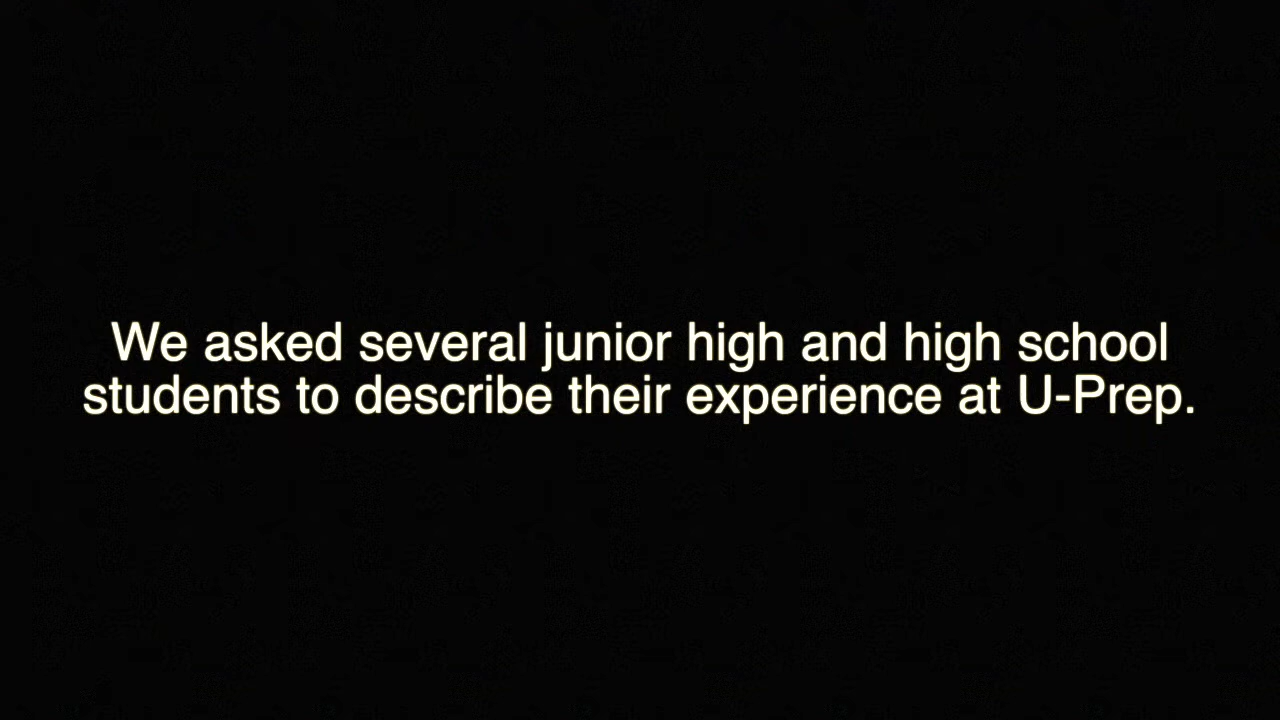 We asked several junior high and high school
students to describe their experience at U-Prep.